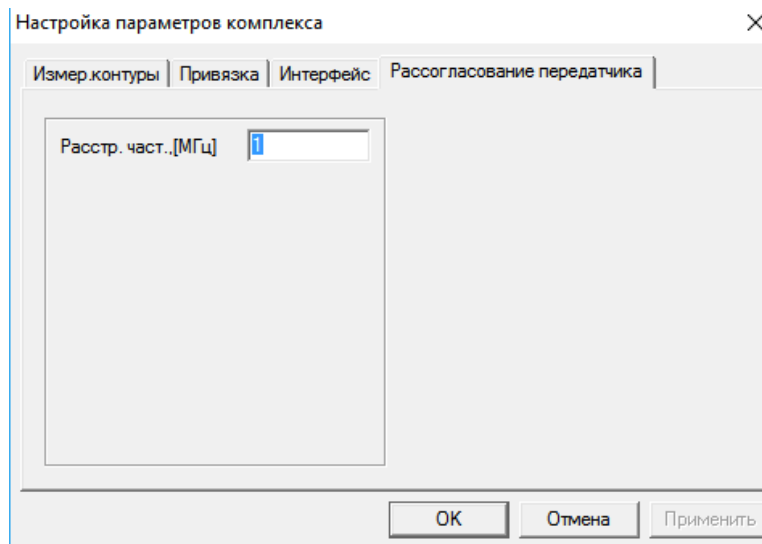 Настройка параметров комплекса
Измер.контуры Привязка Интерфейс Рассогласование передатчика
Расстр. част.,[МГц] 1
OK Отмена Применить